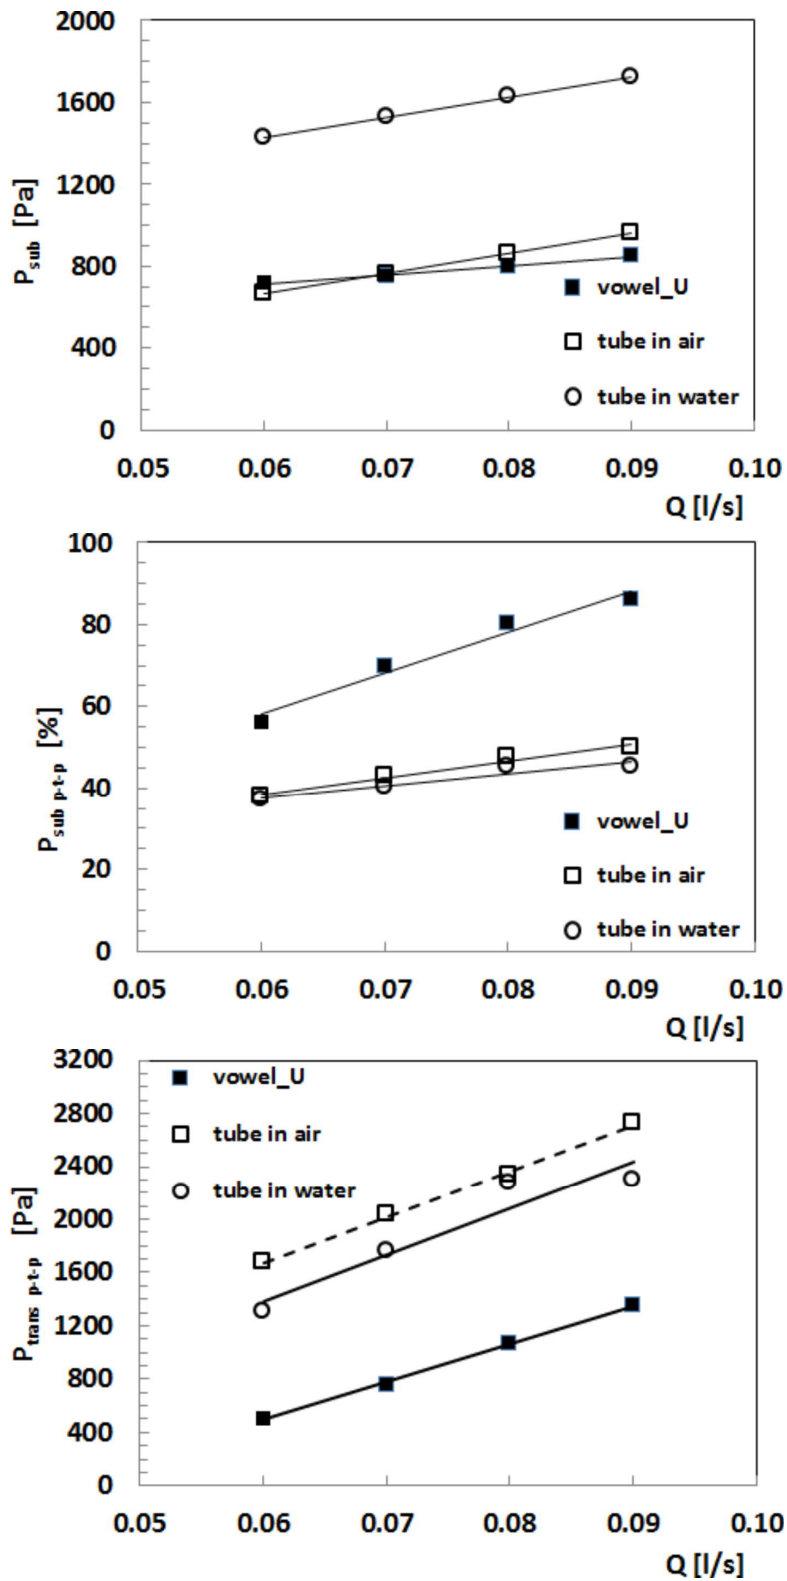 2000
1600
1200
800
400
0
P sub [Pa]
vowel_U
tube in air
tube in water
0.05 0.06 0.07 0.08 0.09 0.10
Q [l/s]
100
80
60
40
20
0
P sub p-t-p [%]
vowel_U
tube in air
tube in water
0.05 0.06 0.07 0.08 0.09 0.10
Q [l/s]
3200
2800
2400
2000
1600
1200
800
400
0
P trans p-t-p [Pa]
vowel_U
tube in air
tube in water
0.05 0.06 0.07 0.08 0.09 0.10
Q [l/s]